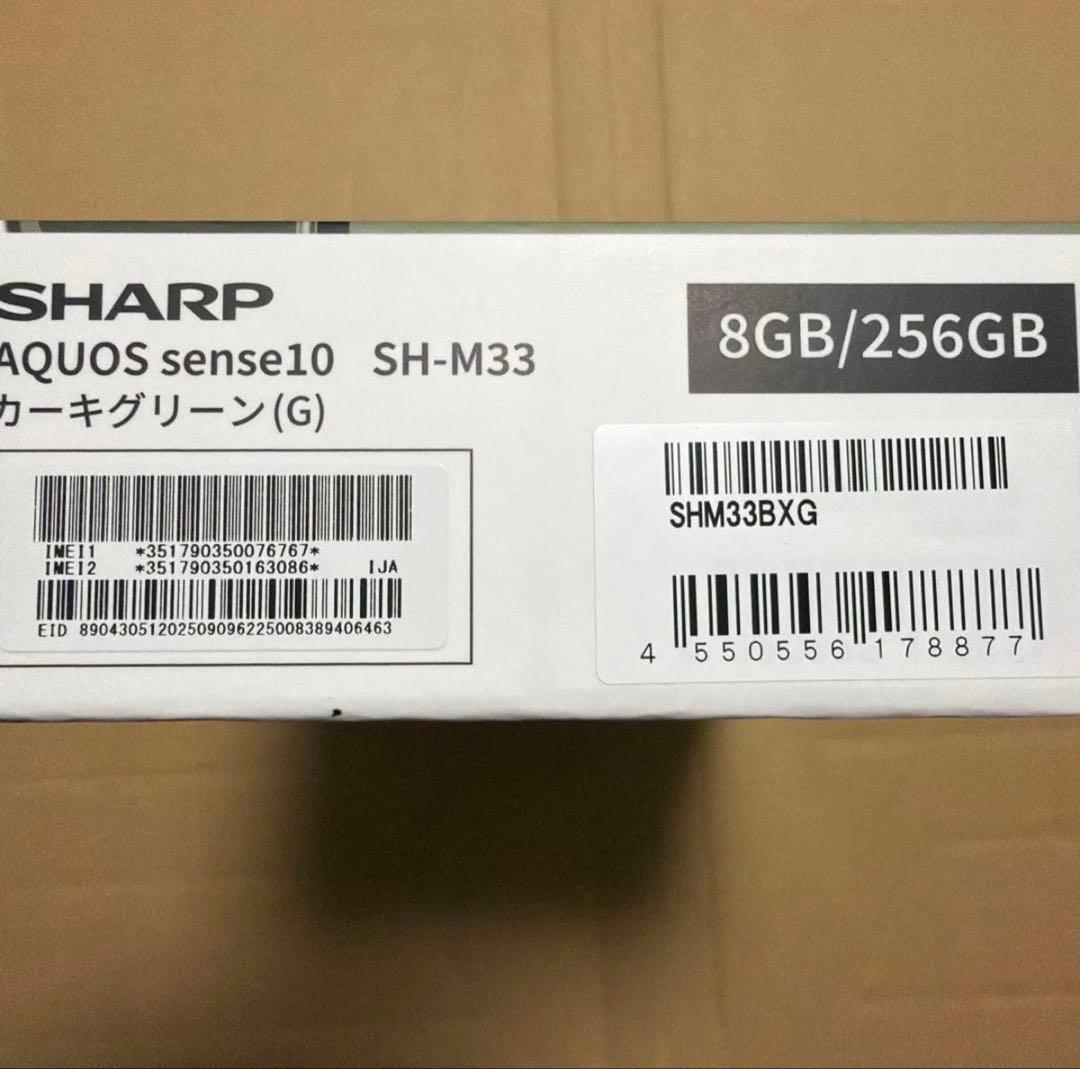 SHARP
AQUOS sense10 SH-M33
カーキグリーン(G)
8GB/256GB
IMEI1 *351790350076767*
IMEI2 *351790350163086* IJA
EID 89043051202509096225008389406463
SHM33BXG
4 550556 178877